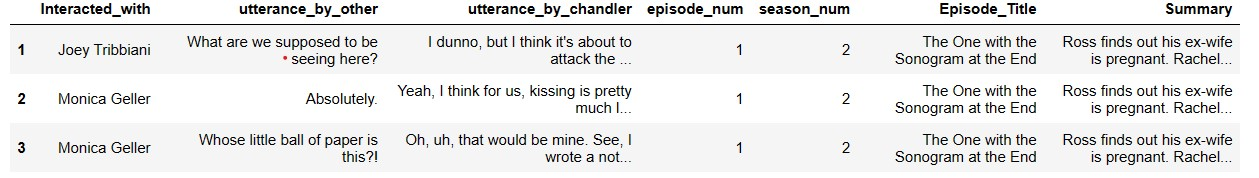 Interacted_with utterance_by_other utterance_by_chandler episode_num season_num Episode_Title Summary
1 Joey Tribbiani What are we supposed to be seeing here? I dunno, but I think it's about to attack the ... 1 2 The One with the Sonogram at the End Ross finds out his ex-wife is pregnant. Rachel...
2 Monica Geller Absolutely. Yeah, I think for us, kissing is pretty much l... 1 2 The One with the Sonogram at the End Ross finds out his ex-wife is pregnant. Rachel...
3 Monica Geller Whose little ball of paper is this?! Oh, uh, that would be mine. See, I wrote a not... 1 2 The One with the Sonogram at the End Ross finds out his ex-wife is pregnant. Rachel...